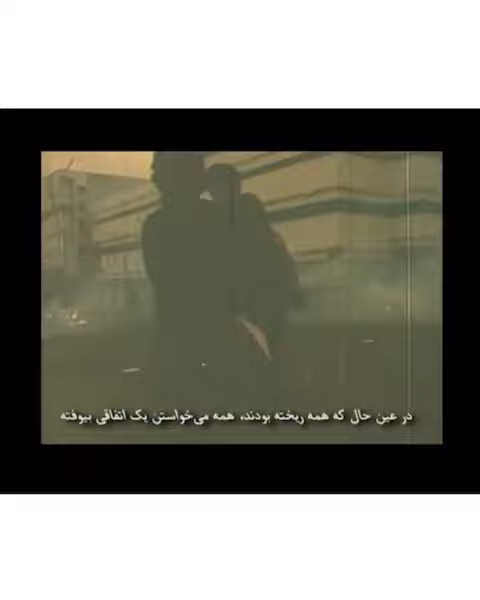 در عین حال که همه ریخته بودند، همه می‌خواستن یک اتفاقی بیوفته